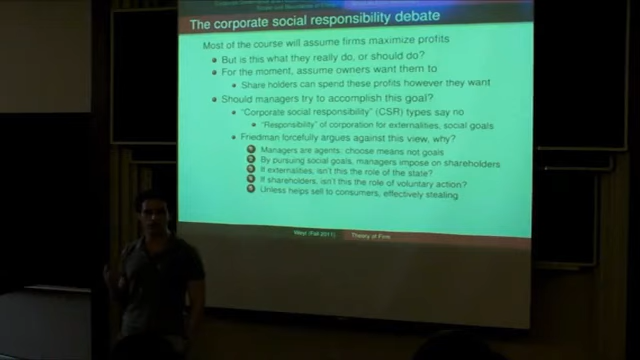 The corporate social responsibility debate
Most of the course will assume firms maximize profits
But is this what they really do, or should do?
For the moment, assume owners want them to
Share holders can spend these profits however they want
Should managers try to accomplish this goal?
"Corporate social responsibility" (CSR) types say no
"Responsibility" of corporation for externalities, social goals
Friedman forcefully argues against this view, why?
Managers are agents, choose means not goals
By pursuing social goals, managers impose on shareholders
If externalities, isn't this the role of the state?
If shareholders, isn't this the role of voluntary action?
Unless helps sell to consumers, effectively stealing
(Fall 2011) Theory of Firm